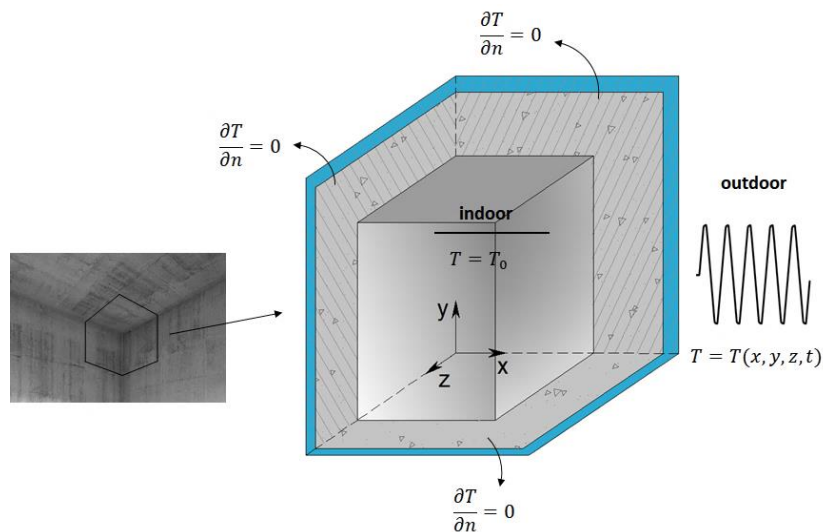 ∂T/∂n = 0
∂T/∂n = 0
outdoor
indoor
T = T₀
y
x
z
T = T(x, y, z, t)
∂T/∂n = 0